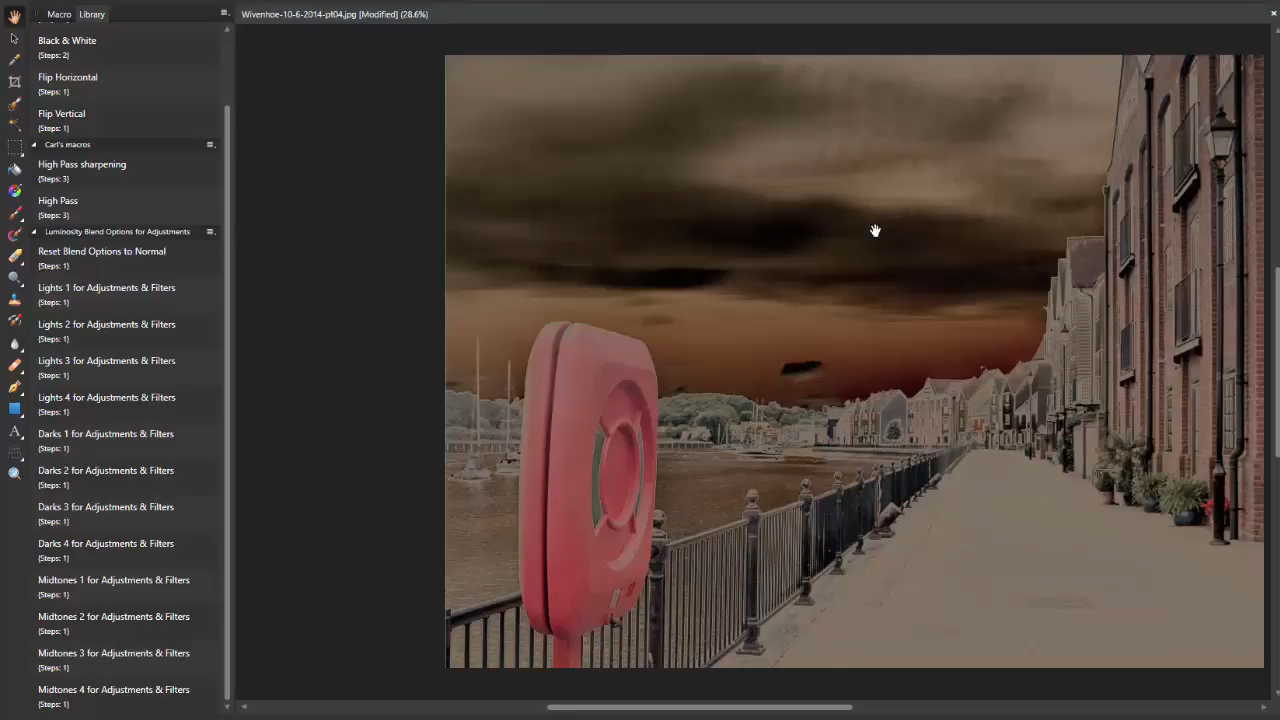 Macro Library
Wivenhoe-10-6-2014-pt04.jpg [Modified] (28.6%)
Black & White
(Steps: 2)
Flip Horizontal
(Steps: 1)
Flip Vertical
(Steps: 1)
Carl's macros
High Pass sharpening
(Steps: 3)
High Pass
(Steps: 3)
Luminosity Blend Options for Adjustments
Reset Blend Options to Normal
(Steps: 1)
Lights 1 for Adjustments & Filters
(Steps: 1)
Lights 2 for Adjustments & Filters
(Steps: 1)
Lights 3 for Adjustments & Filters
(Steps: 1)
Lights 4 for Adjustments & Filters
(Steps: 1)
Darks 1 for Adjustments & Filters
(Steps: 1)
Darks 2 for Adjustments & Filters
(Steps: 1)
Darks 3 for Adjustments & Filters
(Steps: 1)
Darks 4 for Adjustments & Filters
(Steps: 1)
Midtones 1 for Adjustments & Filters
(Steps: 1)
Midtones 2 for Adjustments & Filters
(Steps: 1)
Midtones 3 for Adjustments & Filters
(Steps: 1)
Midtones 4 for Adjustments & Filters
(Steps: 1)